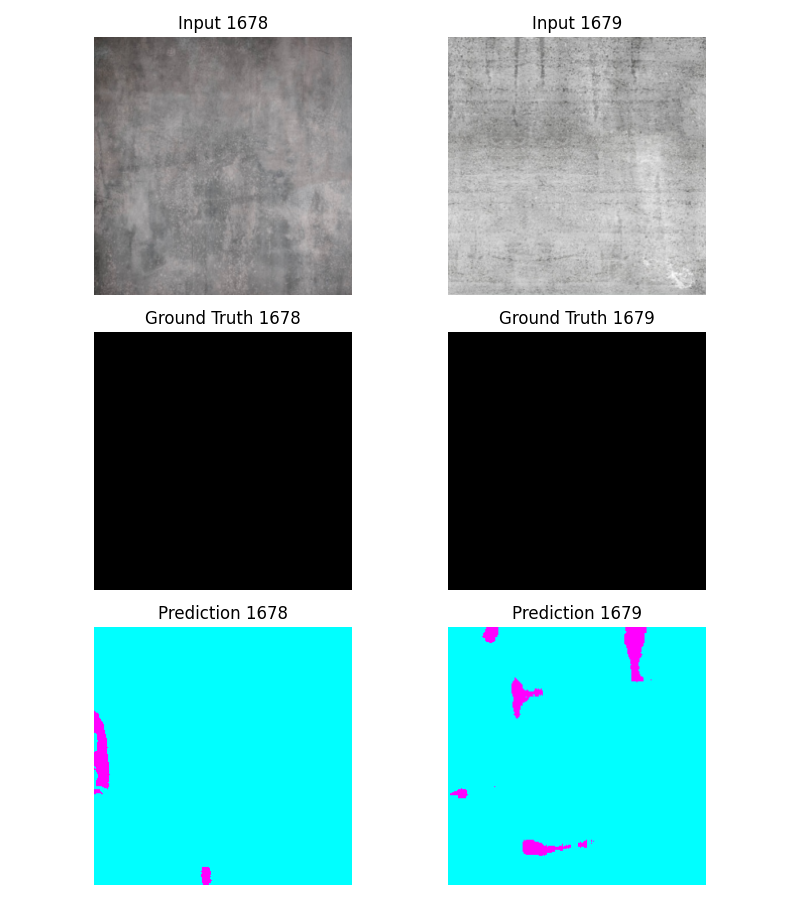 Input 1678
Input 1679
Ground Truth 1678
Ground Truth 1679
Prediction 1678
Prediction 1679